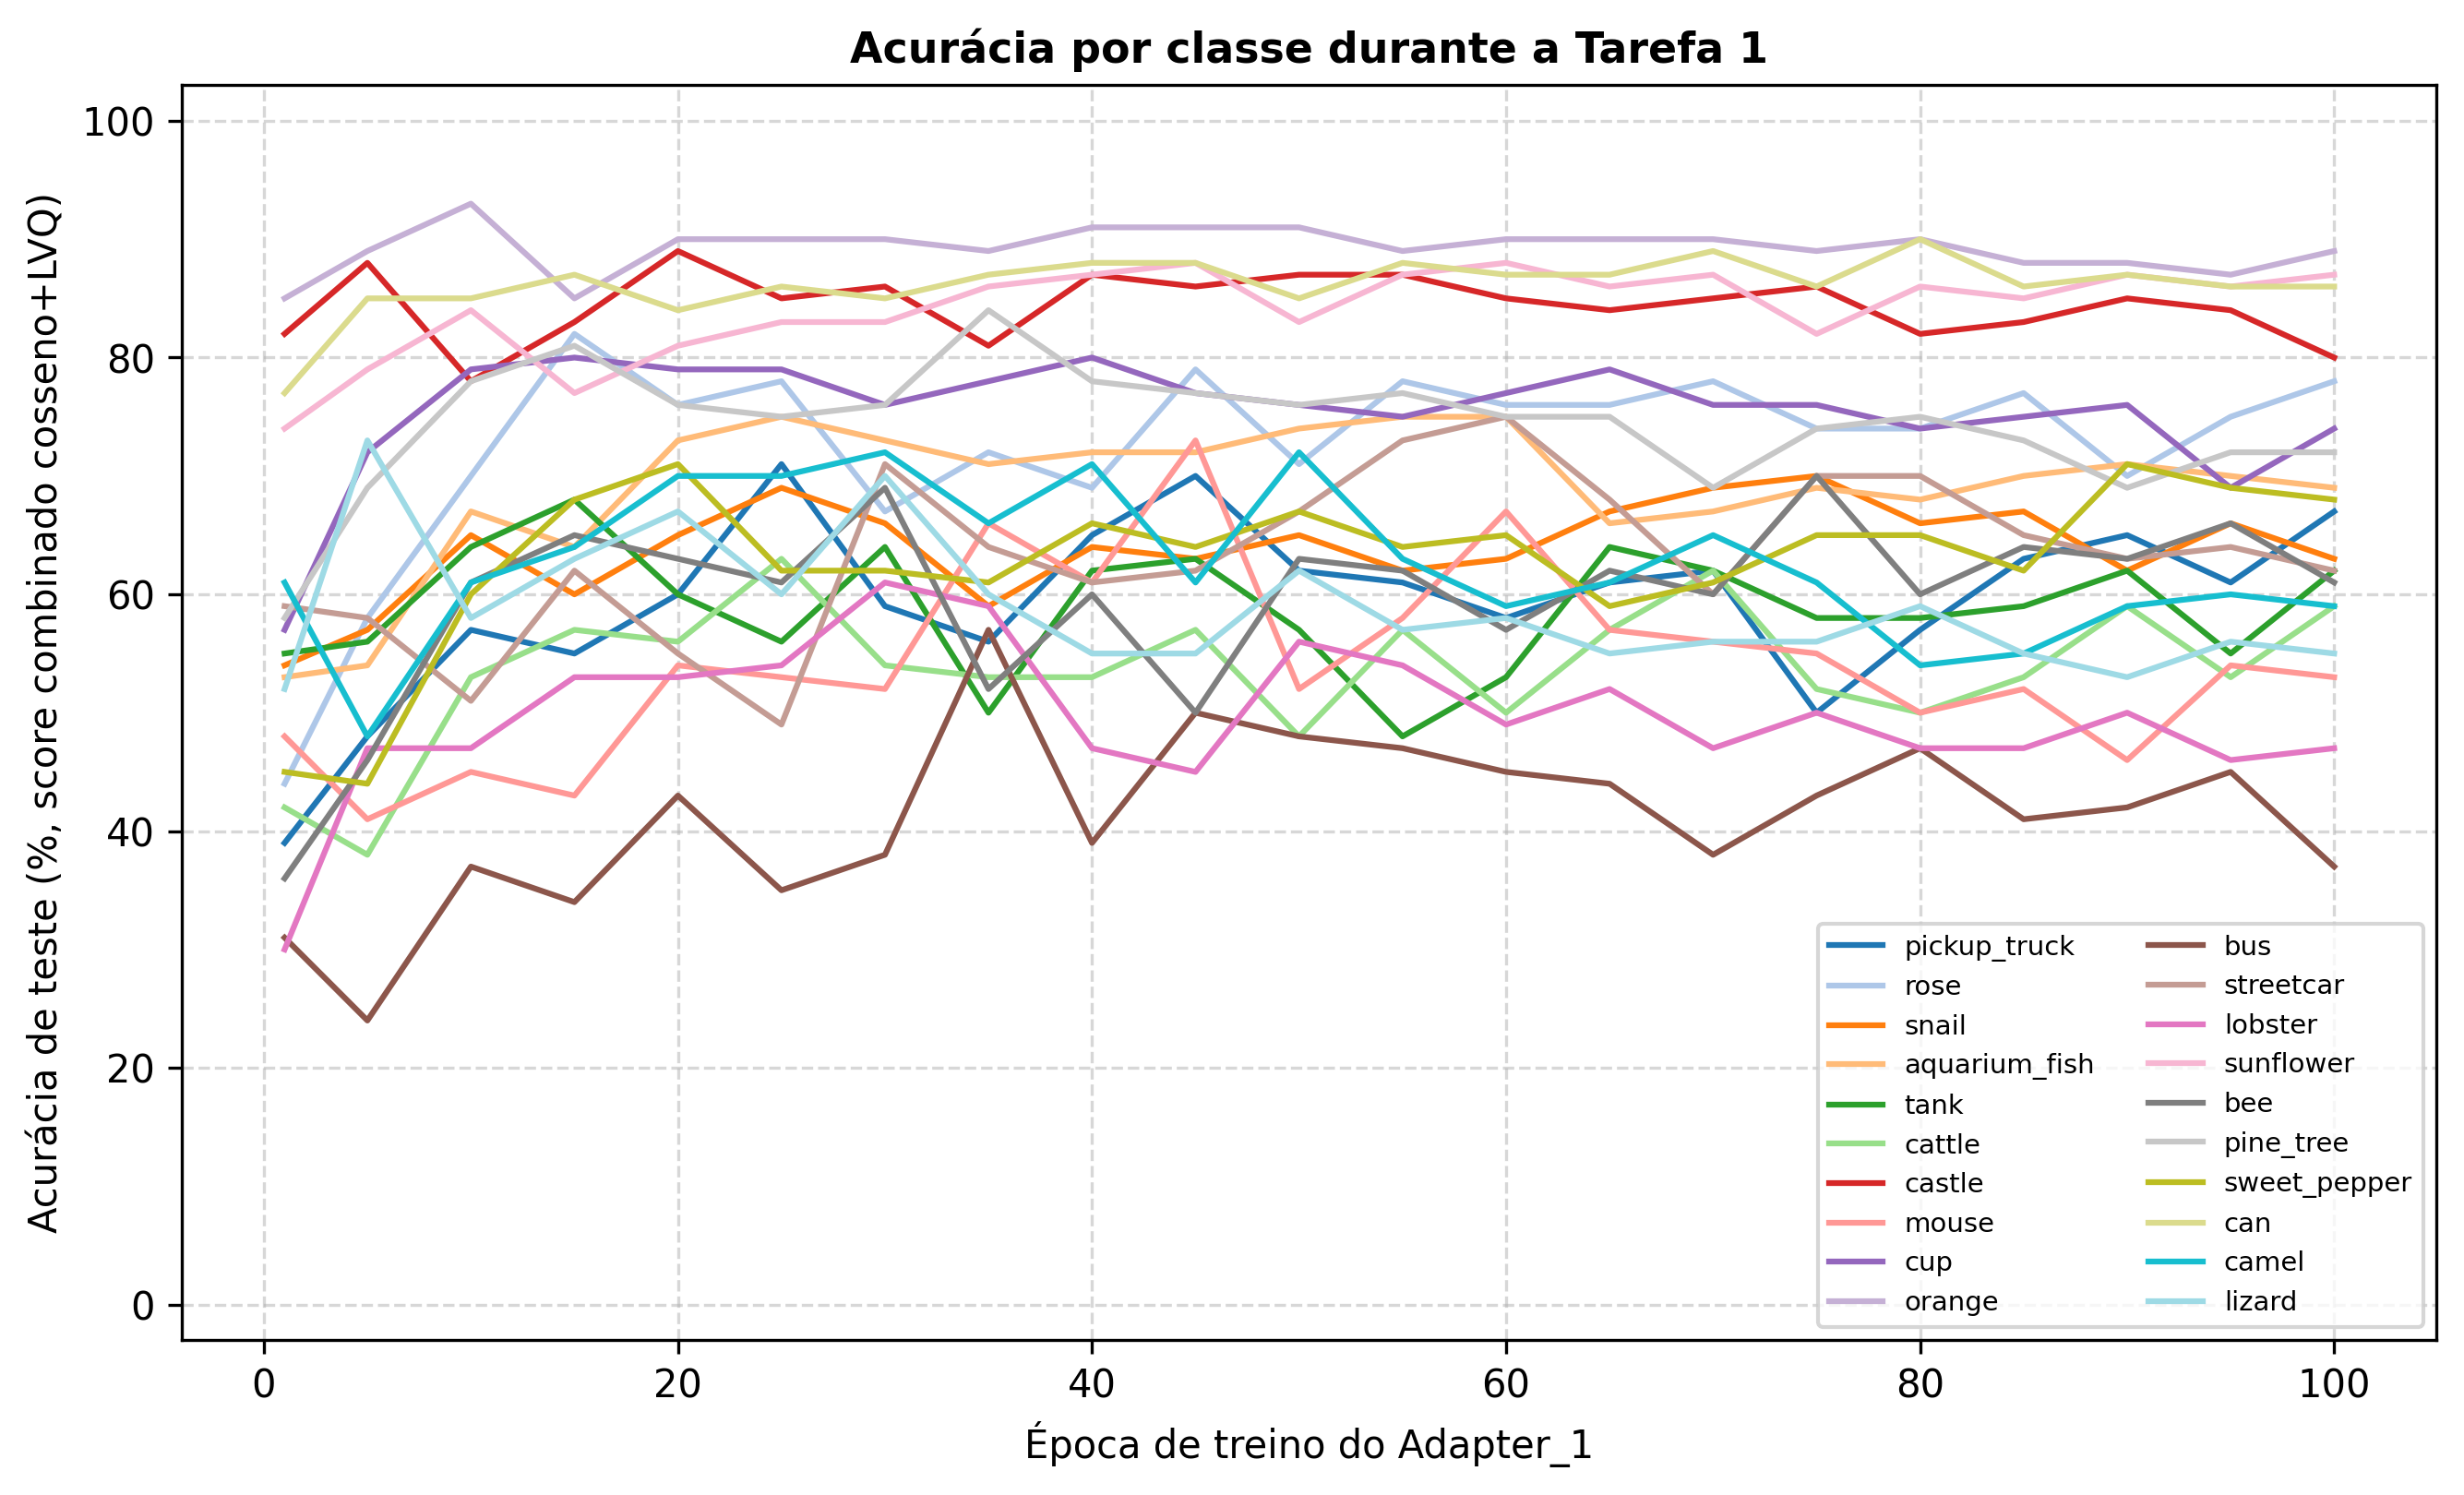 Acurácia por classe durante a Tarefa 1
Acurácia de teste (%, score combinado cosseno+LVQ)
100
80
60
40
20
0
0 20 40 60 80 100
Época de treino do Adapter_1
pickup_truck
rose
snail
aquarium_fish
tank
cattle
castle
mouse
cup
orange
bus
streetcar
lobster
sunflower
bee
pine_tree
sweet_pepper
can
camel
lizard